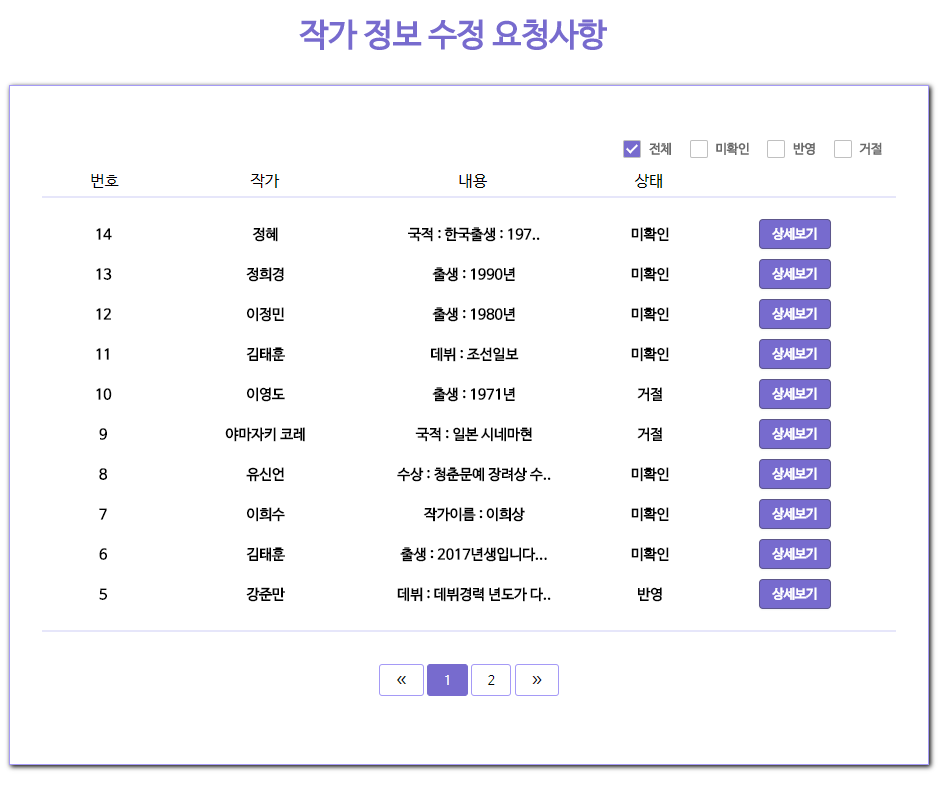 작가 정보 수정 요청사항
전체 미확인 반영 거절
번호 작가 내용 상태
14 정혜 국적 : 한국출생 : 197.. 미확인 상세보기
13 정희경 출생 : 1990년 미확인 상세보기
12 이정민 출생 : 1980년 미확인 상세보기
11 김태훈 데뷔 : 조선일보 미확인 상세보기
10 이영도 출생 : 1971년 거절 상세보기
9 야마자키 코레 국적 : 일본 시네마현 거절 상세보기
8 유신언 수상 : 청춘문예 장려상 수.. 미확인 상세보기
7 이희수 작가이름 : 이희상 미확인 상세보기
6 김태훈 출생 : 2017년생입니다... 미확인 상세보기
5 강준만 데뷔 : 데뷔경력 년도가 다.. 반영 상세보기
« 1 2 »